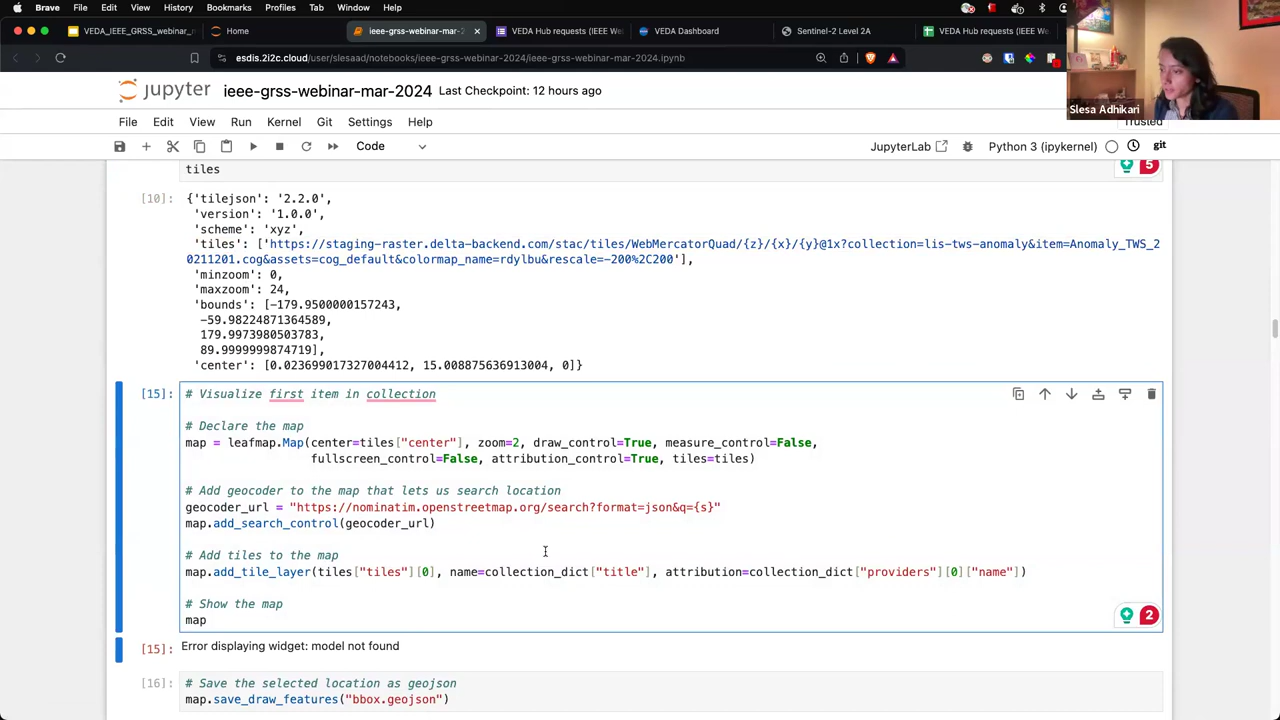 Brave File Edit View History Bookmarks Profiles Tab Window Help
VEDA_IEEE_GRSS_webinar_m
Home
ieee-grss-webinar-mar-2
VEDA Hub requests (IEEE We
VEDA Dashboard
Sentinel-2 Level 2A
VEDA Hub requests (IEEE W
esdis.2i2c.cloud/user/slesaad/notebooks/ieee-grss-webinar-2024/ieee-grss-webinar-mar-2024.ipynb
jupyter ieee-grss-webinar-mar-2024 Last Checkpoint: 12 hours ago
Slesa Adhikari
File Edit View Run Kernel Git Settings Help
Trusted
Code
JupyterLab
Python 3 (ipykernel)
git
tiles
5
[10]: {'tilejson': '2.2.0',
'version': '1.0.0',
'scheme': 'xyz',
'tiles': ['https://staging-raster.delta-backend.com/stac/tiles/WebMercatorQuad/{z}/{x}/{y}@1x?collection=lis-tws-anomaly&item=Anomaly_TWS_2
0211201.cog&assets=cog_default&colormap_name=rdylbu&rescale=-200%2C200'],
'minzoom': 0,
'maxzoom': 24,
'bounds': [-179.9500000157243,
-59.98224871364589,
179.9973980503783,
89.9999999874719],
'center': [0.023699017327004412, 15.008875636913004, 0]}
[15]: # Visualize first item in collection
# Declare the map
map = leafmap.Map(center=tiles["center"], zoom=2, draw_control=True, measure_control=False,
fullscreen_control=False, attribution_control=True, tiles=tiles)
# Add geocoder to the map that lets us search location
geocoder_url = "https://nominatim.openstreetmap.org/search?format=json&q={s}"
map.add_search_control(geocoder_url)
# Add tiles to the map
map.add_tile_layer(tiles["tiles"][0], name=collection_dict["title"], attribution=collection_dict["providers"][0]["name"])
# Show the map
map
2
[15]: Error displaying widget: model not found
[16]: # Save the selected location as geojson
map.save_draw_features("bbox.geojson")